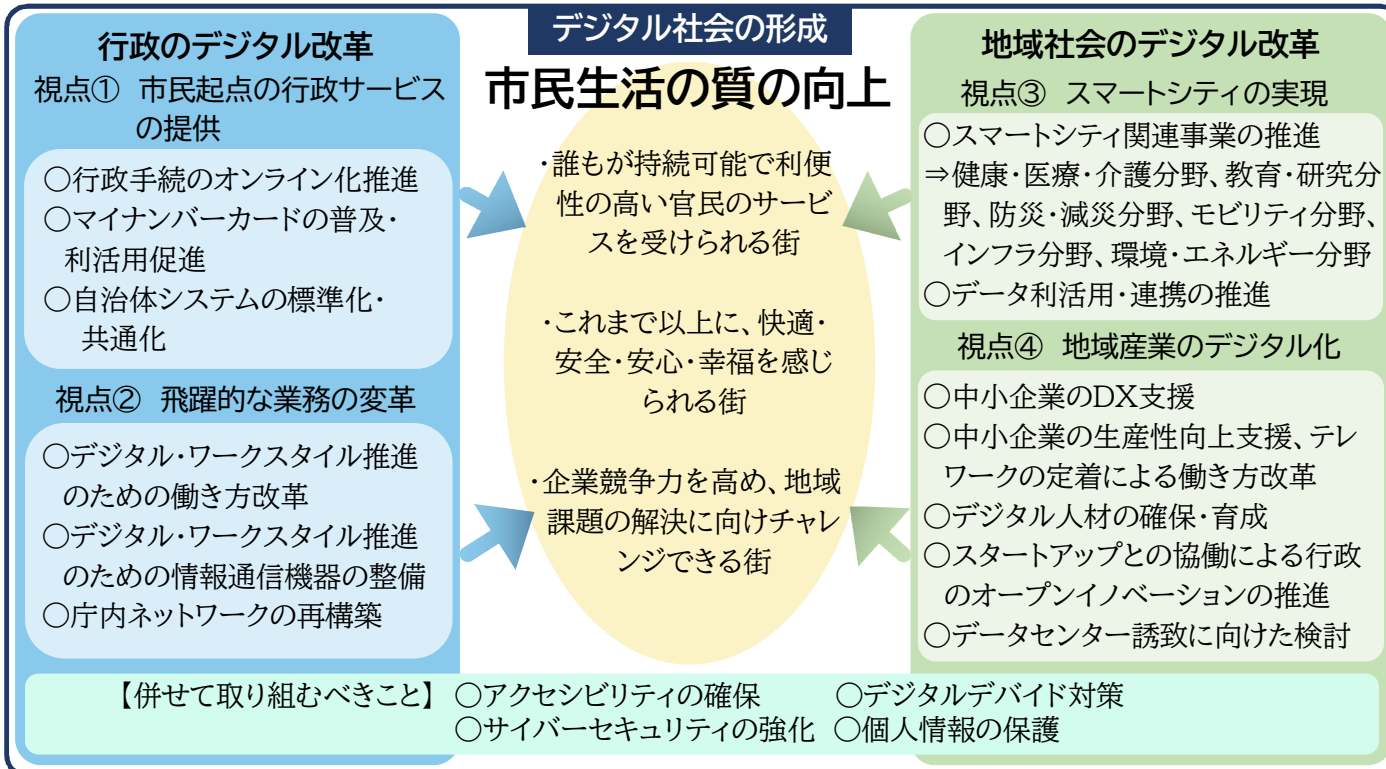 デジタル社会の形成
市民生活の質の向上
行政のデジタル改革
視点① 市民起点の行政サービス
の提供
○行政手続のオンライン化推進
○マイナンバーカードの普及・
利活用促進
○自治体システムの標準化・
共通化
視点② 飛躍的な業務の変革
○デジタル・ワークスタイル推進
のための働き方改革
○デジタル・ワークスタイル推進
のための情報通信機器の整備
○庁内ネットワークの再構築
・誰もが持続可能で利便
性の高い官民のサービ
スを受けられる街
・これまで以上に、快適・
安全・安心・幸福を感じ
られる街
・企業競争力を高め、地域
課題の解決に向けチャレ
ンジできる街
地域社会のデジタル改革
視点③ スマートシティの実現
○スマートシティ関連事業の推進
⇒健康・医療・介護分野、教育・研究分
野、防災・減災分野、モビリティ分野、
インフラ分野、環境・エネルギー分野
○データ利活用・連携の推進
視点④ 地域産業のデジタル化
○中小企業のDX支援
○中小企業の生産性向上支援、テレ
ワークの定着による働き方改革
○デジタル人材の確保・育成
○スタートアップとの協働による行政
のオープンイノベーションの推進
○データセンター誘致に向けた検討
【併せて取り組むべきこと】 ○アクセシビリティの確保 ○デジタルデバイド対策
○サイバーセキュリティの強化 ○個人情報の保護